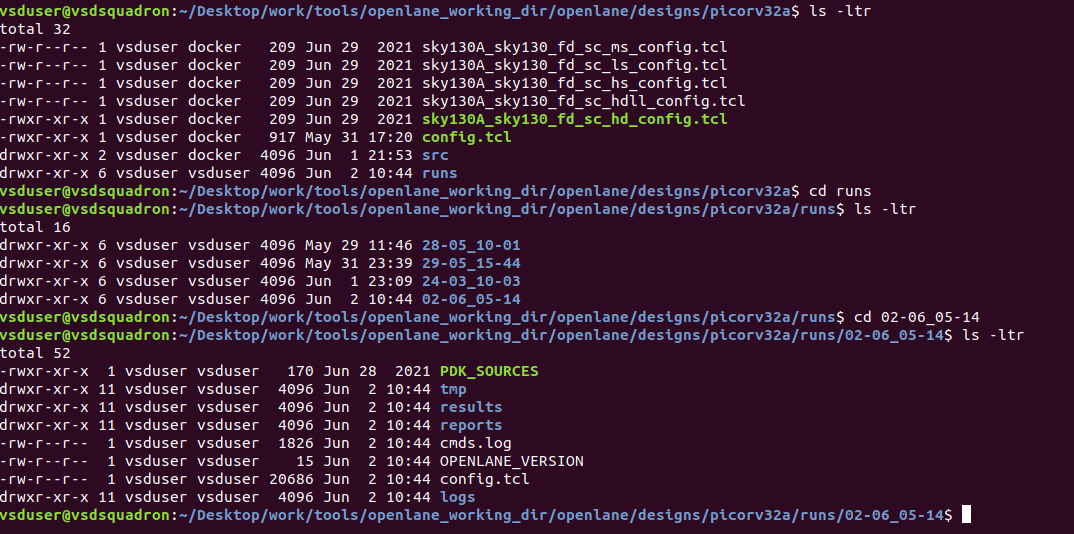 vsduser@vsdsquadron:~/Desktop/work/tools/openlane_working_dir/openlane/designs/picorv32a$ ls -ltr
total 32
-rw-r--r-- 1 vsduser docker   209 Jun 29  2021 sky130A_sky130_fd_sc_ms_config.tcl
-rw-r--r-- 1 vsduser docker   209 Jun 29  2021 sky130A_sky130_fd_sc_ls_config.tcl
-rw-r--r-- 1 vsduser docker   209 Jun 29  2021 sky130A_sky130_fd_sc_hs_config.tcl
-rw-r--r-- 1 vsduser docker   209 Jun 29  2021 sky130A_sky130_fd_sc_hdll_config.tcl
-rwxr-xr-x 1 vsduser docker   209 Jun 29  2021 sky130A_sky130_fd_sc_hd_config.tcl
-rwxr-xr-x 1 vsduser docker   917 May 31 17:20 config.tcl
drwxr-xr-x 2 vsduser docker  4096 Jun  1 21:53 src
drwxr-xr-x 6 vsduser vsduser 4096 Jun  2 10:44 runs
vsduser@vsdsquadron:~/Desktop/work/tools/openlane_working_dir/openlane/designs/picorv32a$ cd runs
vsduser@vsdsquadron:~/Desktop/work/tools/openlane_working_dir/openlane/designs/picorv32a/runs$ ls -ltr
total 16
drwxr-xr-x 6 vsduser vsduser 4096 May 29 11:46 28-05_10-01
drwxr-xr-x 6 vsduser vsduser 4096 May 31 23:39 29-05_15-44
drwxr-xr-x 6 vsduser vsduser 4096 Jun  1 23:09 24-03_10-03
drwxr-xr-x 6 vsduser vsduser 4096 Jun  2 10:44 02-06_05-14
vsduser@vsdsquadron:~/Desktop/work/tools/openlane_working_dir/openlane/designs/picorv32a/runs$ cd 02-06_05-14
vsduser@vsdsquadron:~/Desktop/work/tools/openlane_working_dir/openlane/designs/picorv32a/runs/02-06_05-14$ ls -ltr
total 52
-rwxr-xr-x  1 vsduser vsduser   170 Jun 28  2021 PDK_SOURCES
drwxr-xr-x 11 vsduser vsduser  4096 Jun  2 10:44 tmp
drwxr-xr-x 11 vsduser vsduser  4096 Jun  2 10:44 results
drwxr-xr-x 11 vsduser vsduser  4096 Jun  2 10:44 reports
-rw-r--r--  1 vsduser vsduser  1826 Jun  2 10:44 cmds.log
-rw-r--r--  1 vsduser vsduser    15 Jun  2 10:44 OPENLANE_VERSION
-rw-r--r--  1 vsduser vsduser 20686 Jun  2 10:44 config.tcl
drwxr-xr-x 11 vsduser vsduser  4096 Jun  2 10:44 logs
vsduser@vsdsquadron:~/Desktop/work/tools/openlane_working_dir/openlane/designs/picorv32a/runs/02-06_05-14$